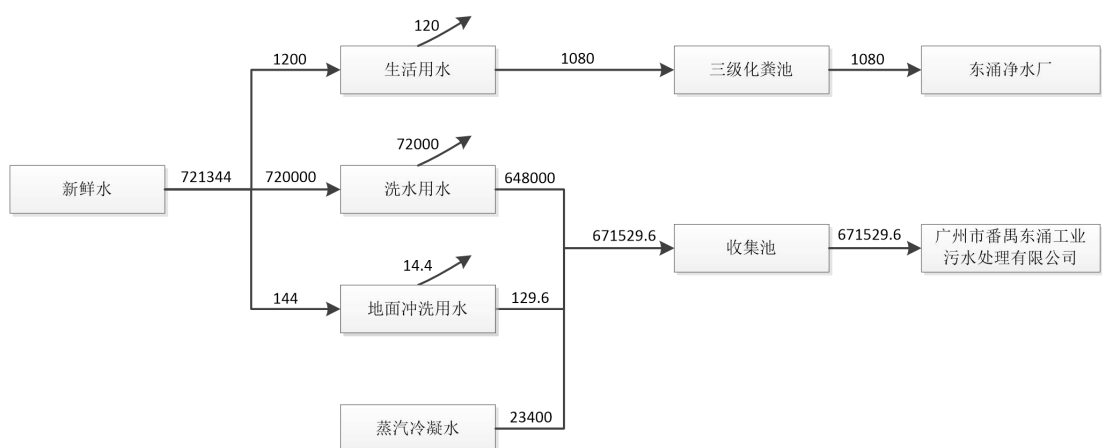 120
1200
生活用水
1080
三级化粪池
1080
东涌净水厂
72000
新鲜水
721344
720000
洗水用水
648000
671529.6
收集池
671529.6
广州市番禺东涌工业
污水处理有限公司
14.4
144
地面冲洗用水
129.6
蒸汽冷凝水
23400